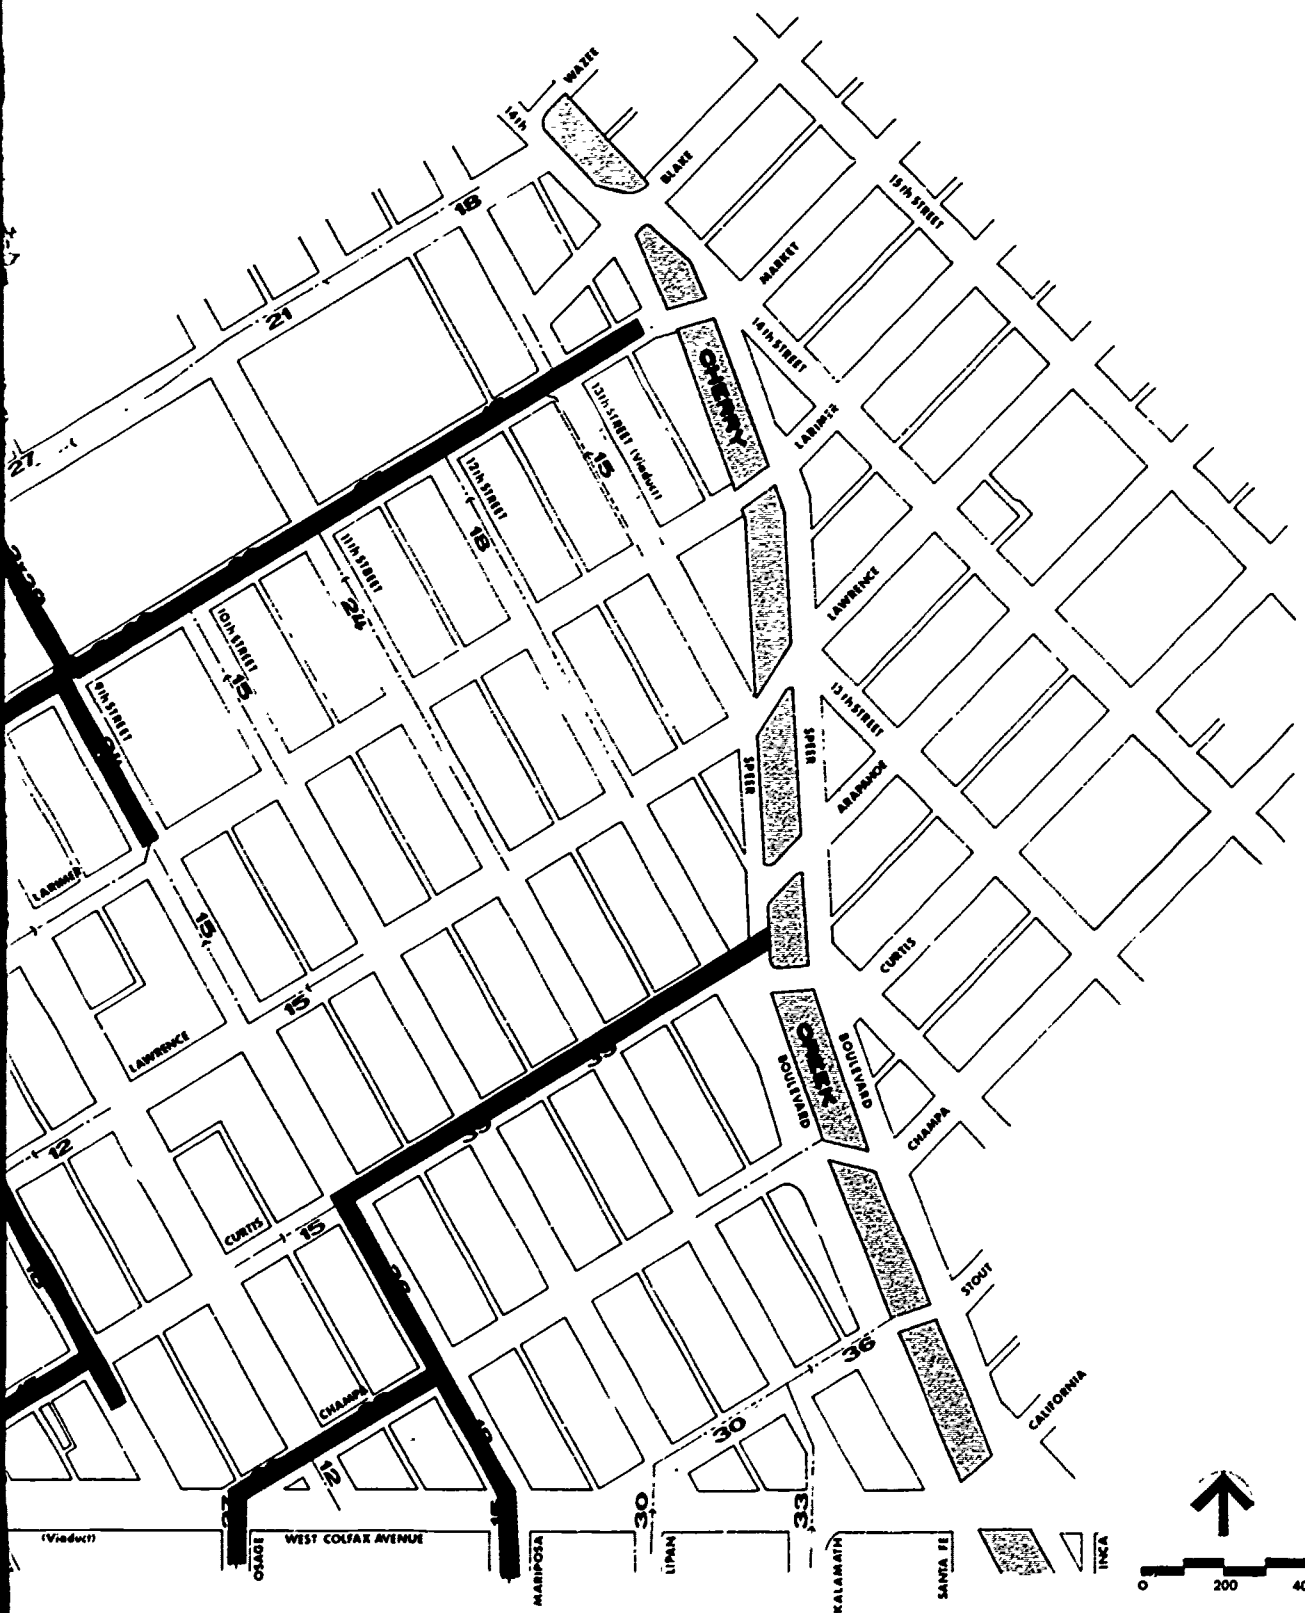 WAZEE
14th
BLAKE
18
15th STREET
MARKET
21
14th STREET
CHERRY
13th STREET (Viaduct)
LARIMER
27
12th STREET
15
18
11th STREET
24
LAWRENCE
10th STREET
15
9th STREET
13th STREET
SPEER
SPEER
ARAPAHOE
LARIMER
15
CURTIS
15
LAWRENCE
CREEK
BOULEVARD
BOULEVARD
39
CHAMPA
12
CURTIS
15
STOUT
36
CHAMPA
CALIFORNIA
30
12
30
33
(Viaduct)
WEST COLFAX AVENUE
OSAGE
MARIPOSA
LIPAN
KALAMATH
SANTA FE
INCA
0 200